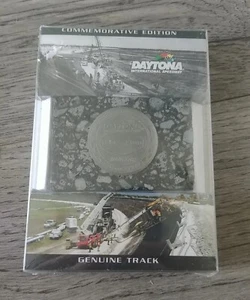 COMMEMORATIVE EDITION
DAYTONA
INTERNATIONAL SPEEDWAY
GENUINE TRACK